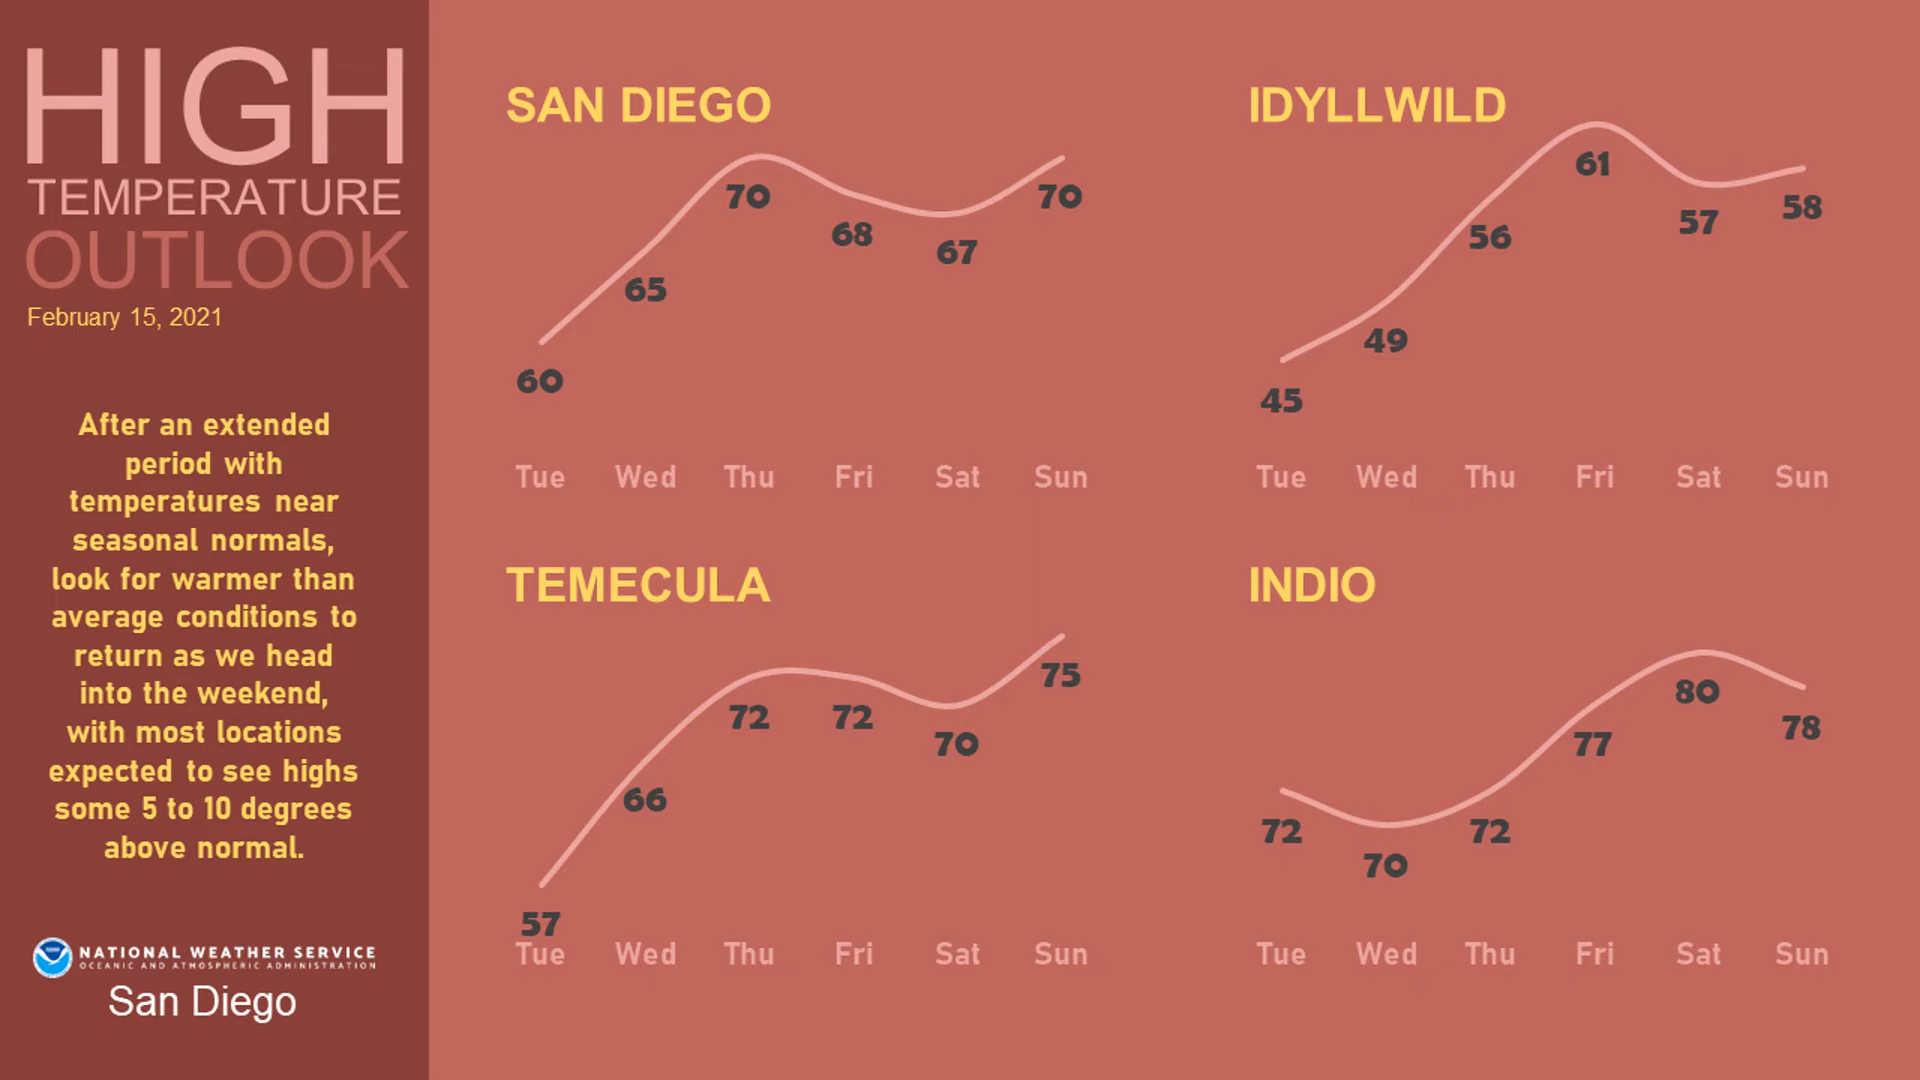 HIGH
TEMPERATURE
OUTLOOK
February 15, 2021
After an extended
period with
temperatures near
seasonal normals,
look for warmer than
average conditions to
return as we head
into the weekend,
with most locations
expected to see highs
some 5 to 10 degrees
above normal.
NATIONAL WEATHER SERVICE
OCEANIC AND ATMOSPHERIC ADMINISTRATION
San Diego
SAN DIEGO
60 65 70 68 67 70
Tue Wed Thu Fri Sat Sun
IDYLLWILD
45 49 56 61 57 58
Tue Wed Thu Fri Sat Sun
TEMECULA
57 66 72 72 70 75
Tue Wed Thu Fri Sat Sun
INDIO
72 70 72 77 80 78
Tue Wed Thu Fri Sat Sun